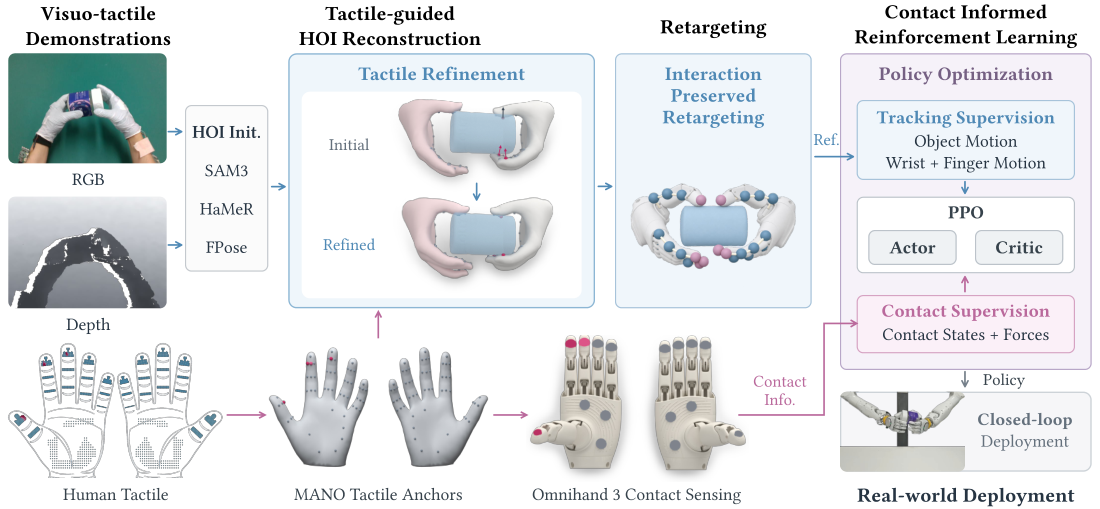 Visuo-tactile
Demonstrations
Tactile-guided
HOI Reconstruction
Retargeting
Contact Informed
Reinforcement Learning
RGB
Depth
HOI Init.
SAM3
HaMeR
FPose
Tactile Refinement
Initial
Refined
Interaction
Preserved
Retargeting
Ref.
Policy Optimization
Tracking Supervision
Object Motion
Wrist + Finger Motion
PPO
Actor
Critic
Contact Supervision
Contact States + Forces
Contact
Info.
Policy
Closed-loop
Deployment
Human Tactile
MANO Tactile Anchors
Omnihand 3 Contact Sensing
Real-world Deployment